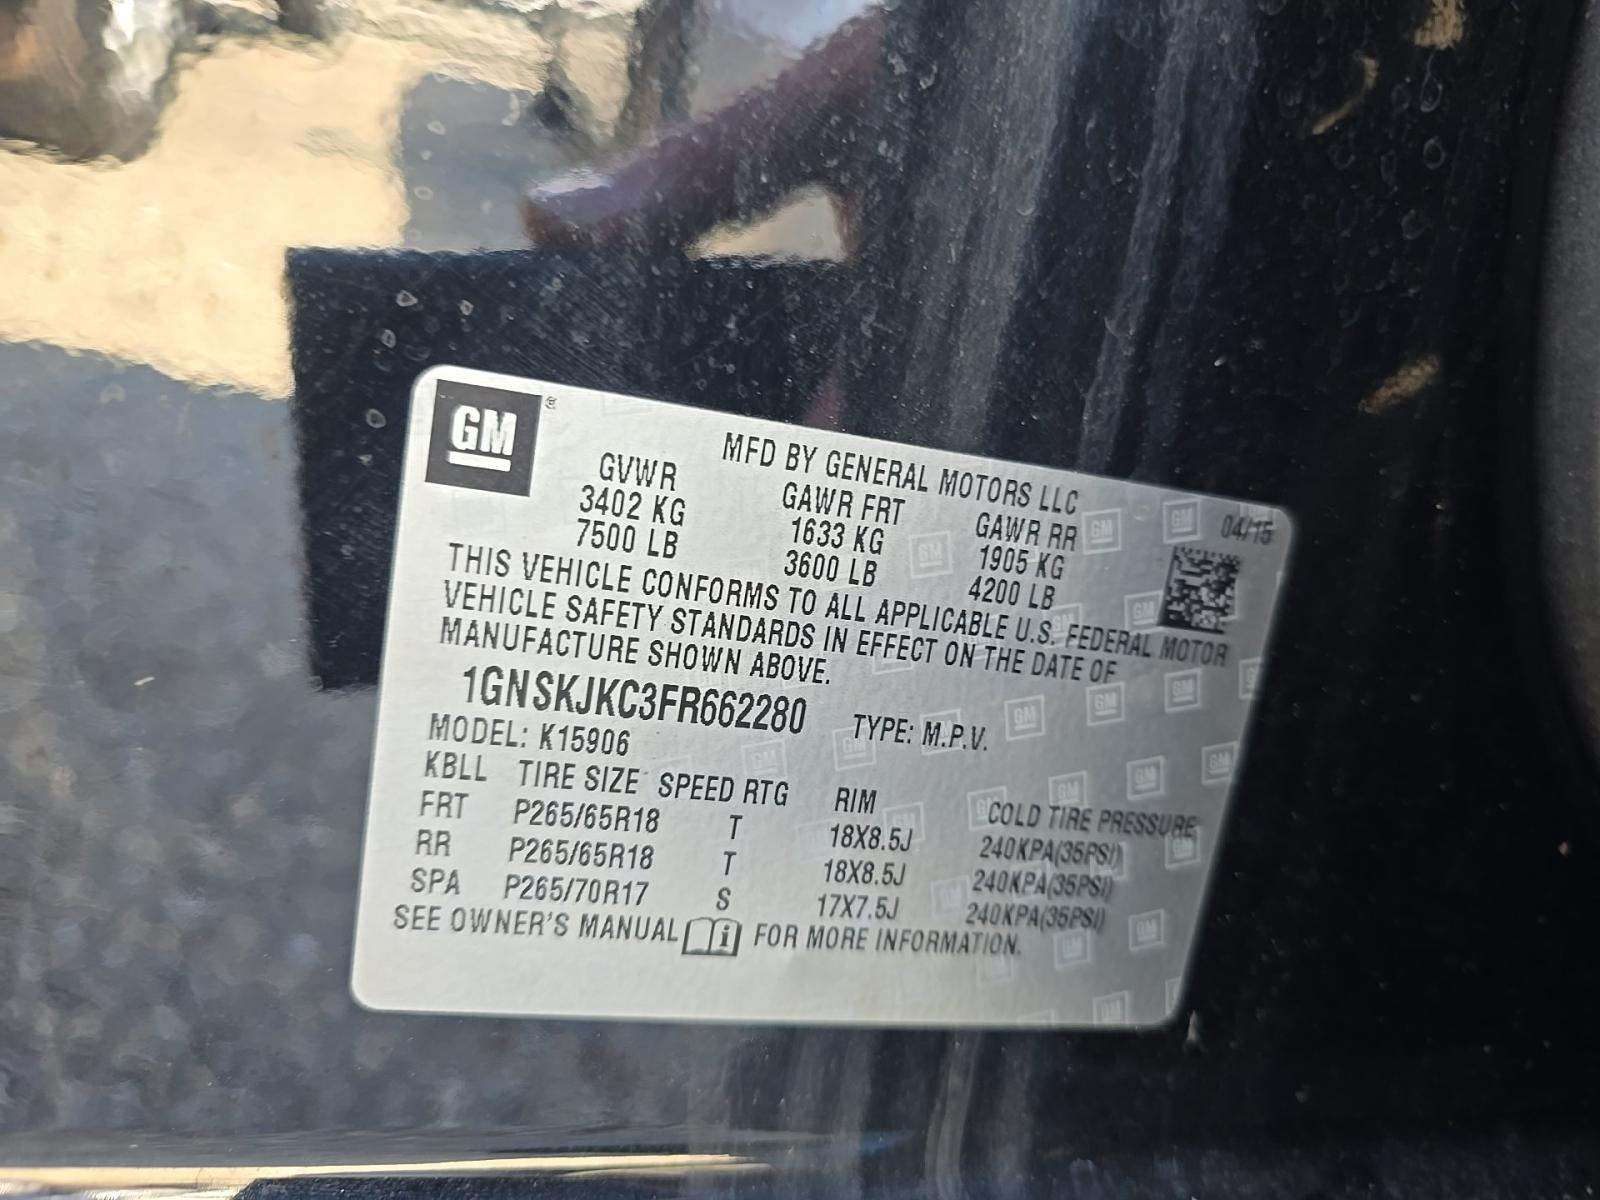 GM ®
MFD BY GENERAL MOTORS LLC
GVWR GAWR FRT GAWR RR 04/15
3402 KG 1633 KG 1905 KG
7500 LB 3600 LB 4200 LB
THIS VEHICLE CONFORMS TO ALL APPLICABLE U.S. FEDERAL MOTOR
VEHICLE SAFETY STANDARDS IN EFFECT ON THE DATE OF
MANUFACTURE SHOWN ABOVE.
1GNSKJKC3FR662280 TYPE: M.P.V.
MODEL: K15906
KBLL TIRE SIZE SPEED RTG RIM COLD TIRE PRESSURE
FRT P265/65R18 T 18X8.5J 240KPA(35PSI)
RR P265/65R18 T 18X8.5J 240KPA(35PSI)
SPA P265/70R17 S 17X7.5J 240KPA(35PSI)
SEE OWNER'S MANUAL i FOR MORE INFORMATION.